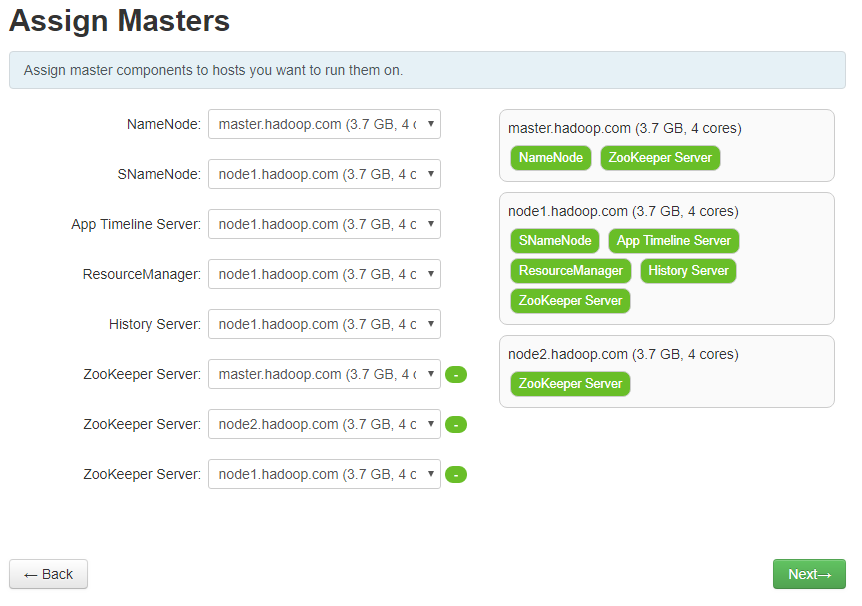 Assign Masters
Assign master components to hosts you want to run them on.
NameNode: master.hadoop.com (3.7 GB, 4 c
SNameNode: node1.hadoop.com (3.7 GB, 4 c
App Timeline Server: node1.hadoop.com (3.7 GB, 4 c
ResourceManager: node1.hadoop.com (3.7 GB, 4 c
History Server: node1.hadoop.com (3.7 GB, 4 c
ZooKeeper Server: master.hadoop.com (3.7 GB, 4 c -
ZooKeeper Server: node2.hadoop.com (3.7 GB, 4 c -
ZooKeeper Server: node1.hadoop.com (3.7 GB, 4 c -
master.hadoop.com (3.7 GB, 4 cores)
NameNode ZooKeeper Server
node1.hadoop.com (3.7 GB, 4 cores)
SNameNode App Timeline Server
ResourceManager History Server
ZooKeeper Server
node2.hadoop.com (3.7 GB, 4 cores)
ZooKeeper Server
← Back
Next→